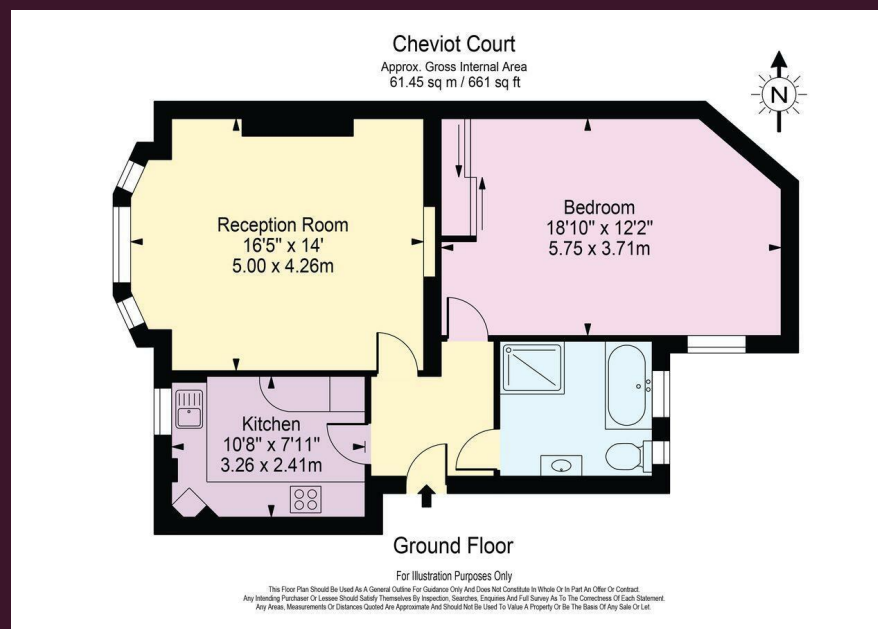 Cheviot Court
Approx. Gross Internal Area
61.45 sq m / 661 sq ft
N
Reception Room
16'5" x 14'
5.00 x 4.26m
Bedroom
18'10" x 12'2"
5.75 x 3.71m
Kitchen
10'8" x 7'11"
3.26 x 2.41m
Ground Floor
For Illustration Purposes Only
This Floor Plan Should Be Used As A General Outline For Guidance Only And Does Not Constitute In Whole Or In Part An Offer Or Contract.
Any Intending Purchaser Or Lessee Should Satisfy Themselves By Inspection, Searches, Enquiries And Full Survey As To The Correctness Of Each Statement.
Any Areas, Measurements Or Distances Quoted Are Approximate And Should Not Be Used To Value A Property Or Be The Basis Of Any Sale Or Let.